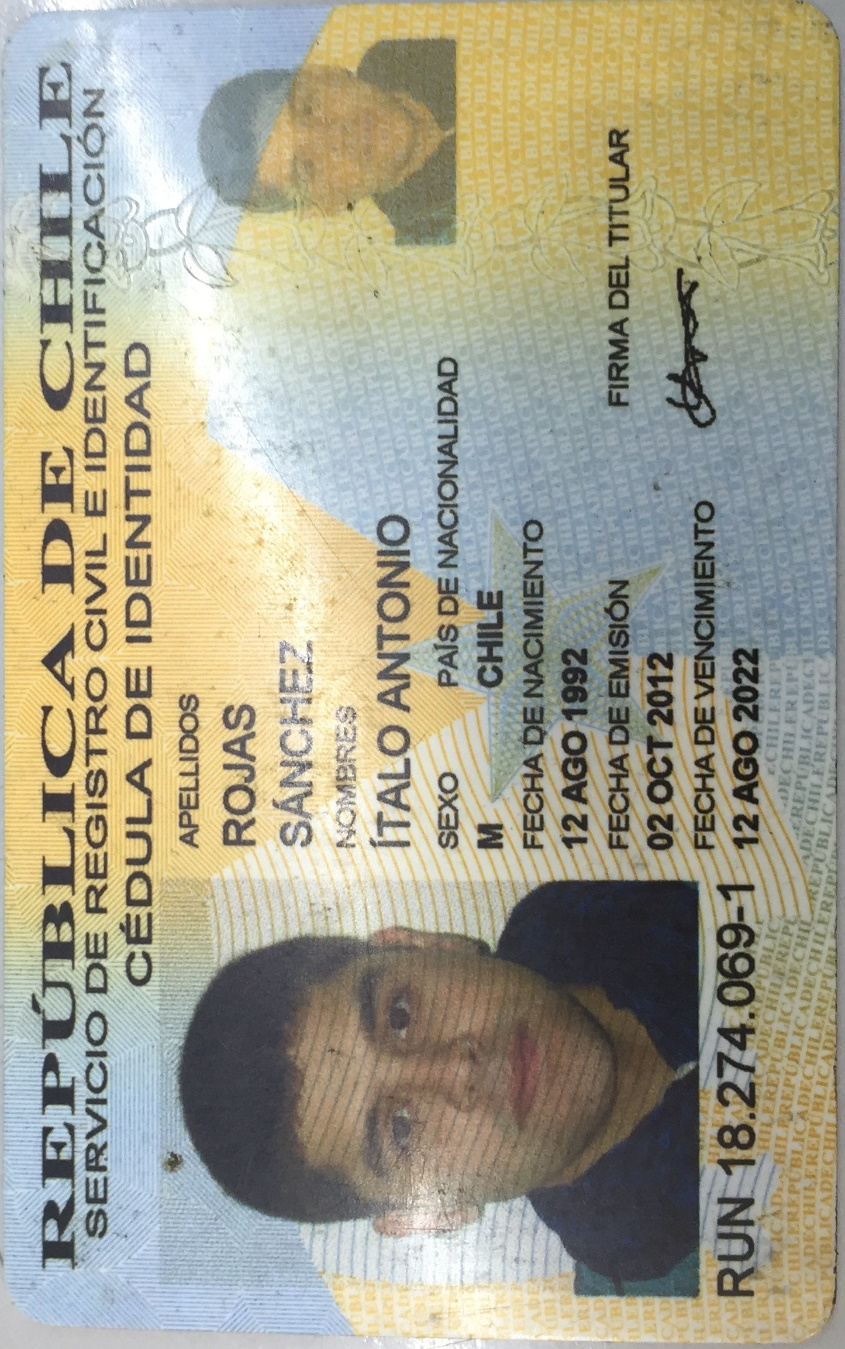 REPÚBLICA DE CHILE
SERVICIO DE REGISTRO CIVIL E IDENTIFICACIÓN
CÉDULA DE IDENTIDAD
APELLIDOS
ROJAS
SÁNCHEZ
NOMBRES
ÍTALO ANTONIO
SEXO PAÍS DE NACIONALIDAD
M CHILE
FECHA DE NACIMIENTO
12 AGO 1992
FECHA DE EMISIÓN
02 OCT 2012
FECHA DE VENCIMIENTO
12 AGO 2022
FIRMA DEL TITULAR
RUN 18.274.069-1